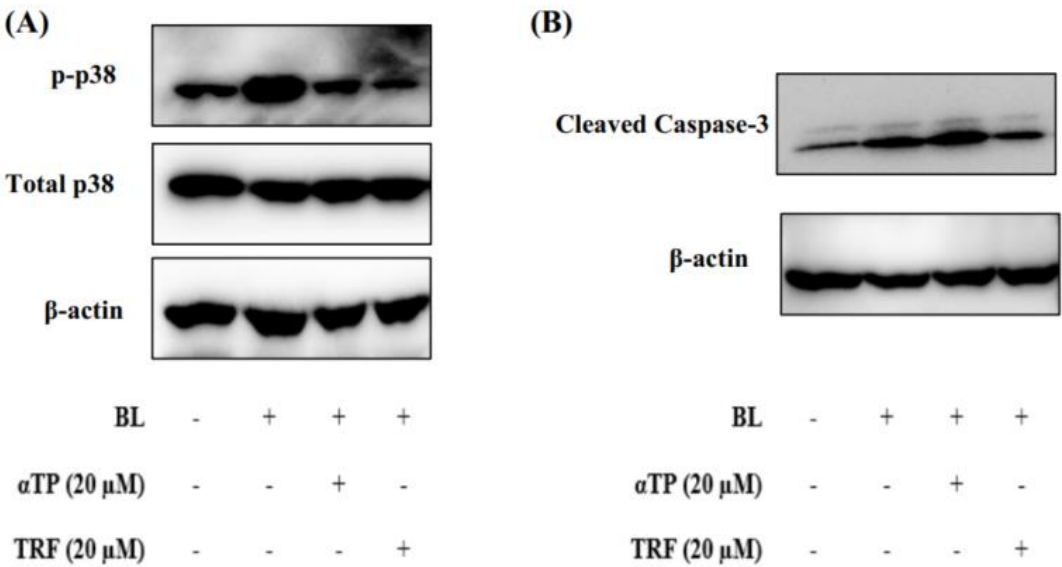 (A)
p-p38
Total p38
β-actin
BL - + + +
αTP (20 μM) - - + -
TRF (20 μM) - - - +
(B)
Cleaved Caspase-3
β-actin
BL - + + +
αTP (20 μM) - - + -
TRF (20 μM) - - - +